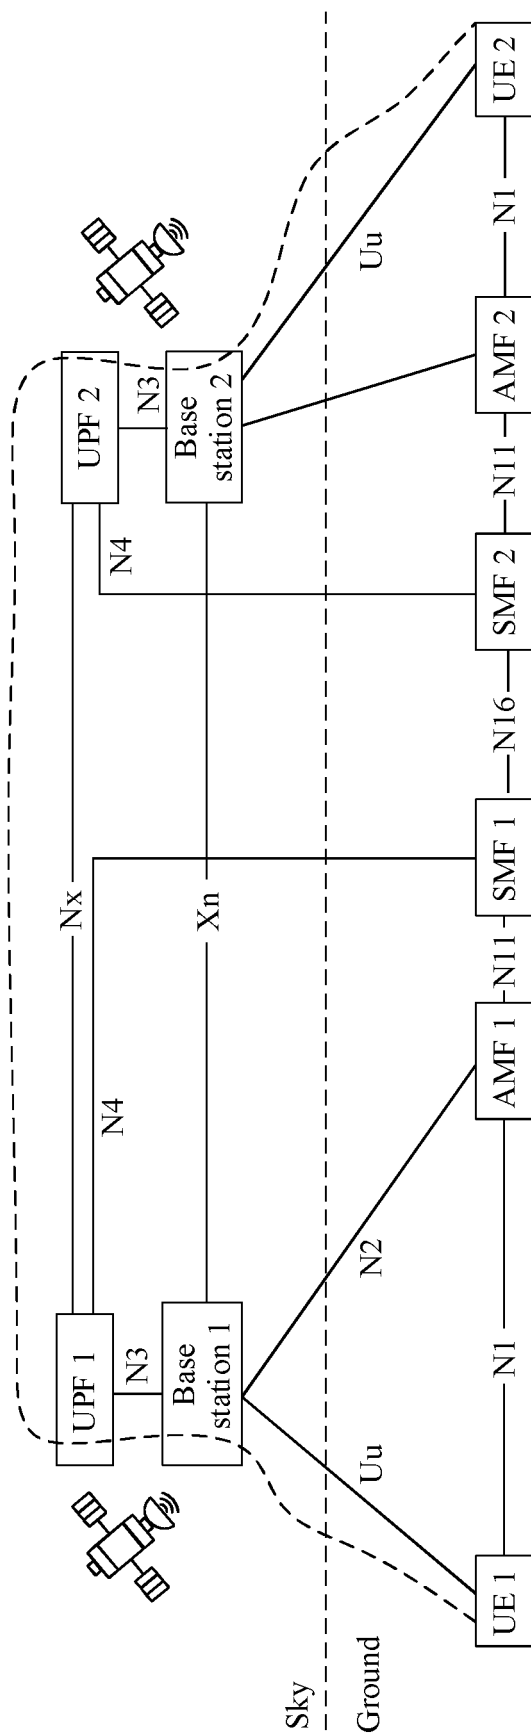 UPF 1
UPF 2
Nx
N4
N4
N3
N3
Base
station 1
Base
station 2
Xn
Sky
Ground
Uu
N2
Uu
UE 1
N1
AMF 1
N11
SMF 1
N16
SMF 2
N11
AMF 2
N1
UE 2